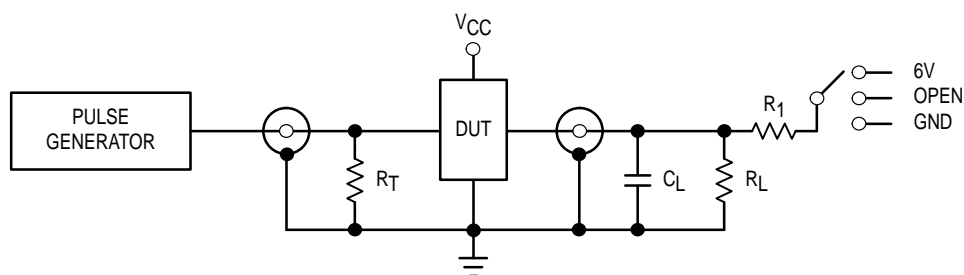 VCC
PULSE
GENERATOR
DUT
RT
CL
RL
R1
6V
OPEN
GND